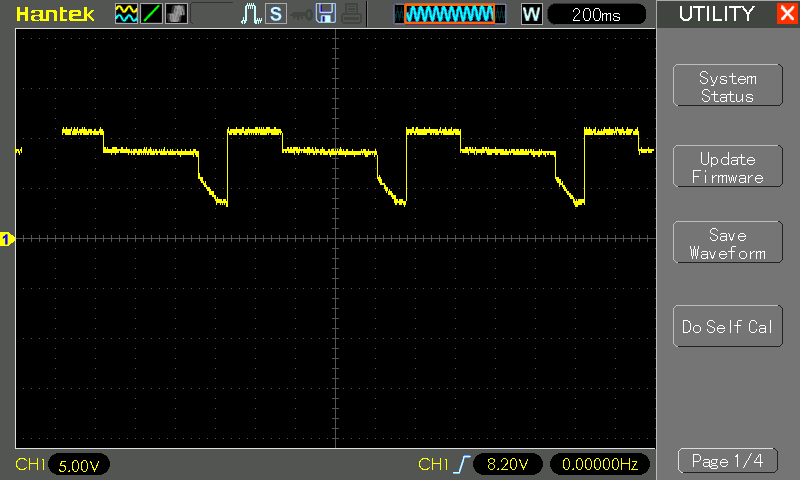 Hantek
S
W
200ms
UTILITY
System
Status
Update
Firmware
Save
Waveform
Do Self Cal
1
CH1 5.00V
CH1 8.20V 0.00000Hz
Page 1/4